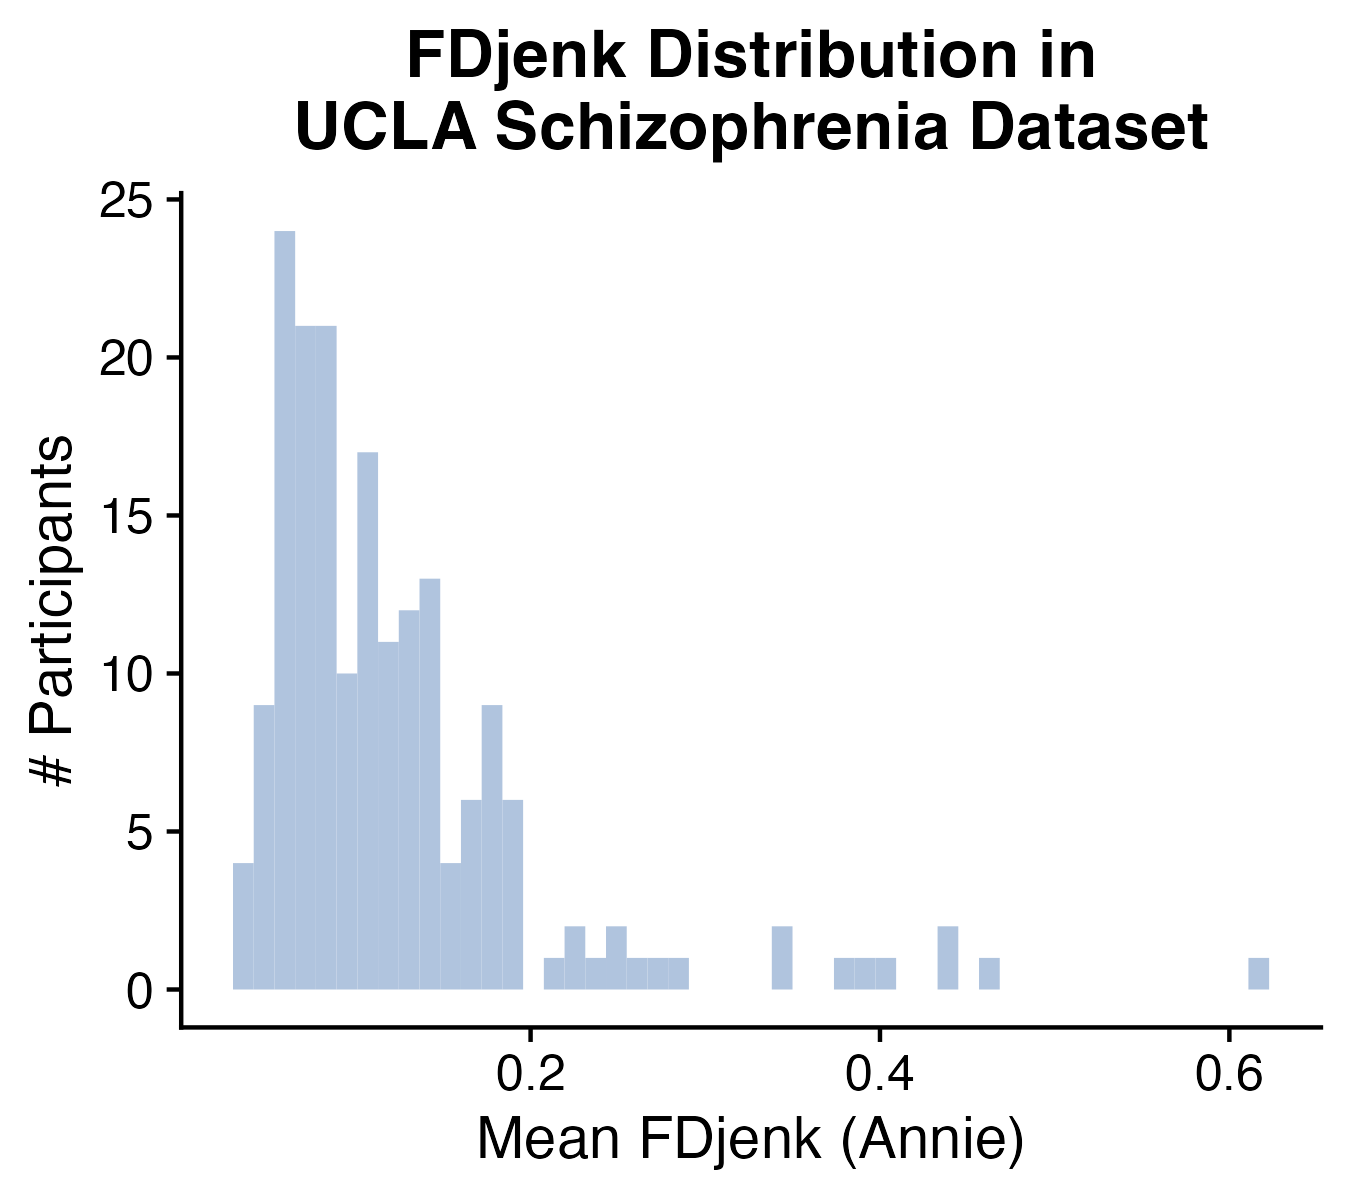 FDjenk Distribution in
UCLA Schizophrenia Dataset
25
20
15
10
5
0
# Participants
0.2 0.4 0.6
Mean FDjenk (Annie)